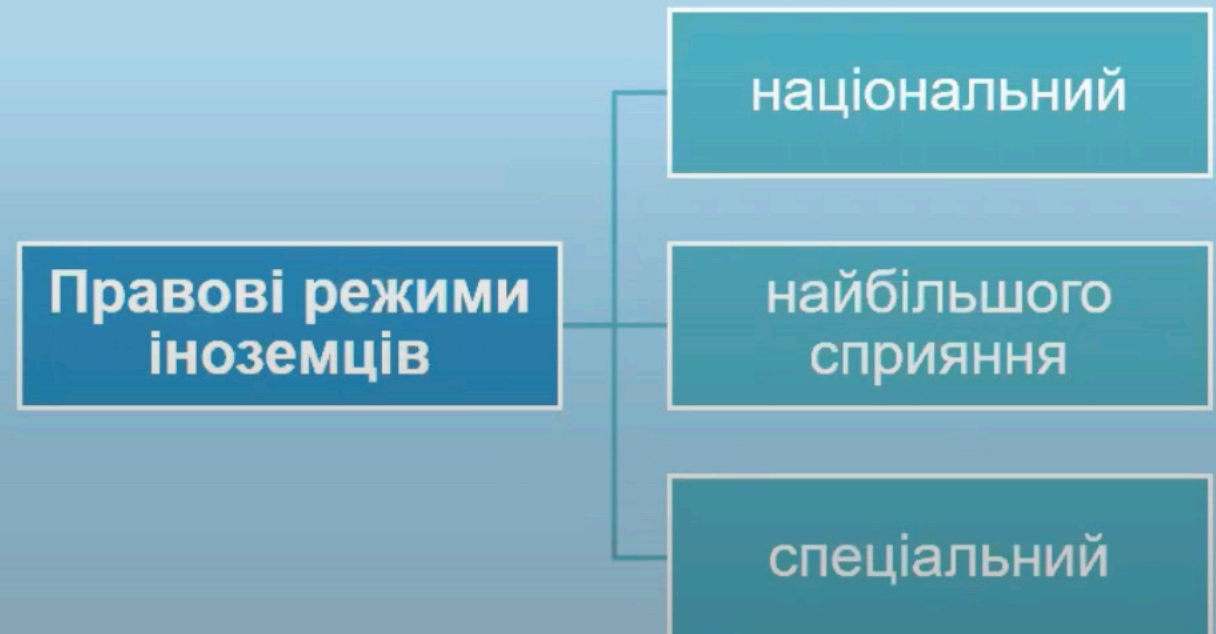 Правові режими
іноземців
національний
найбільшого
сприяння
спеціальний